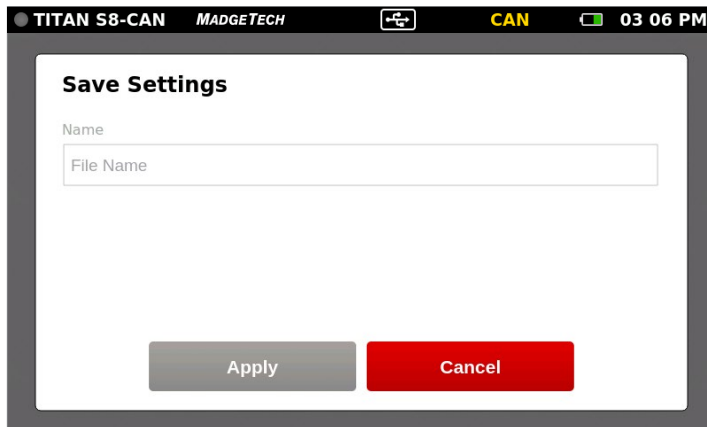 TITAN S8-CAN MADGETECH CAN 03 06 PM
Save Settings
Name
File Name
Apply Cancel